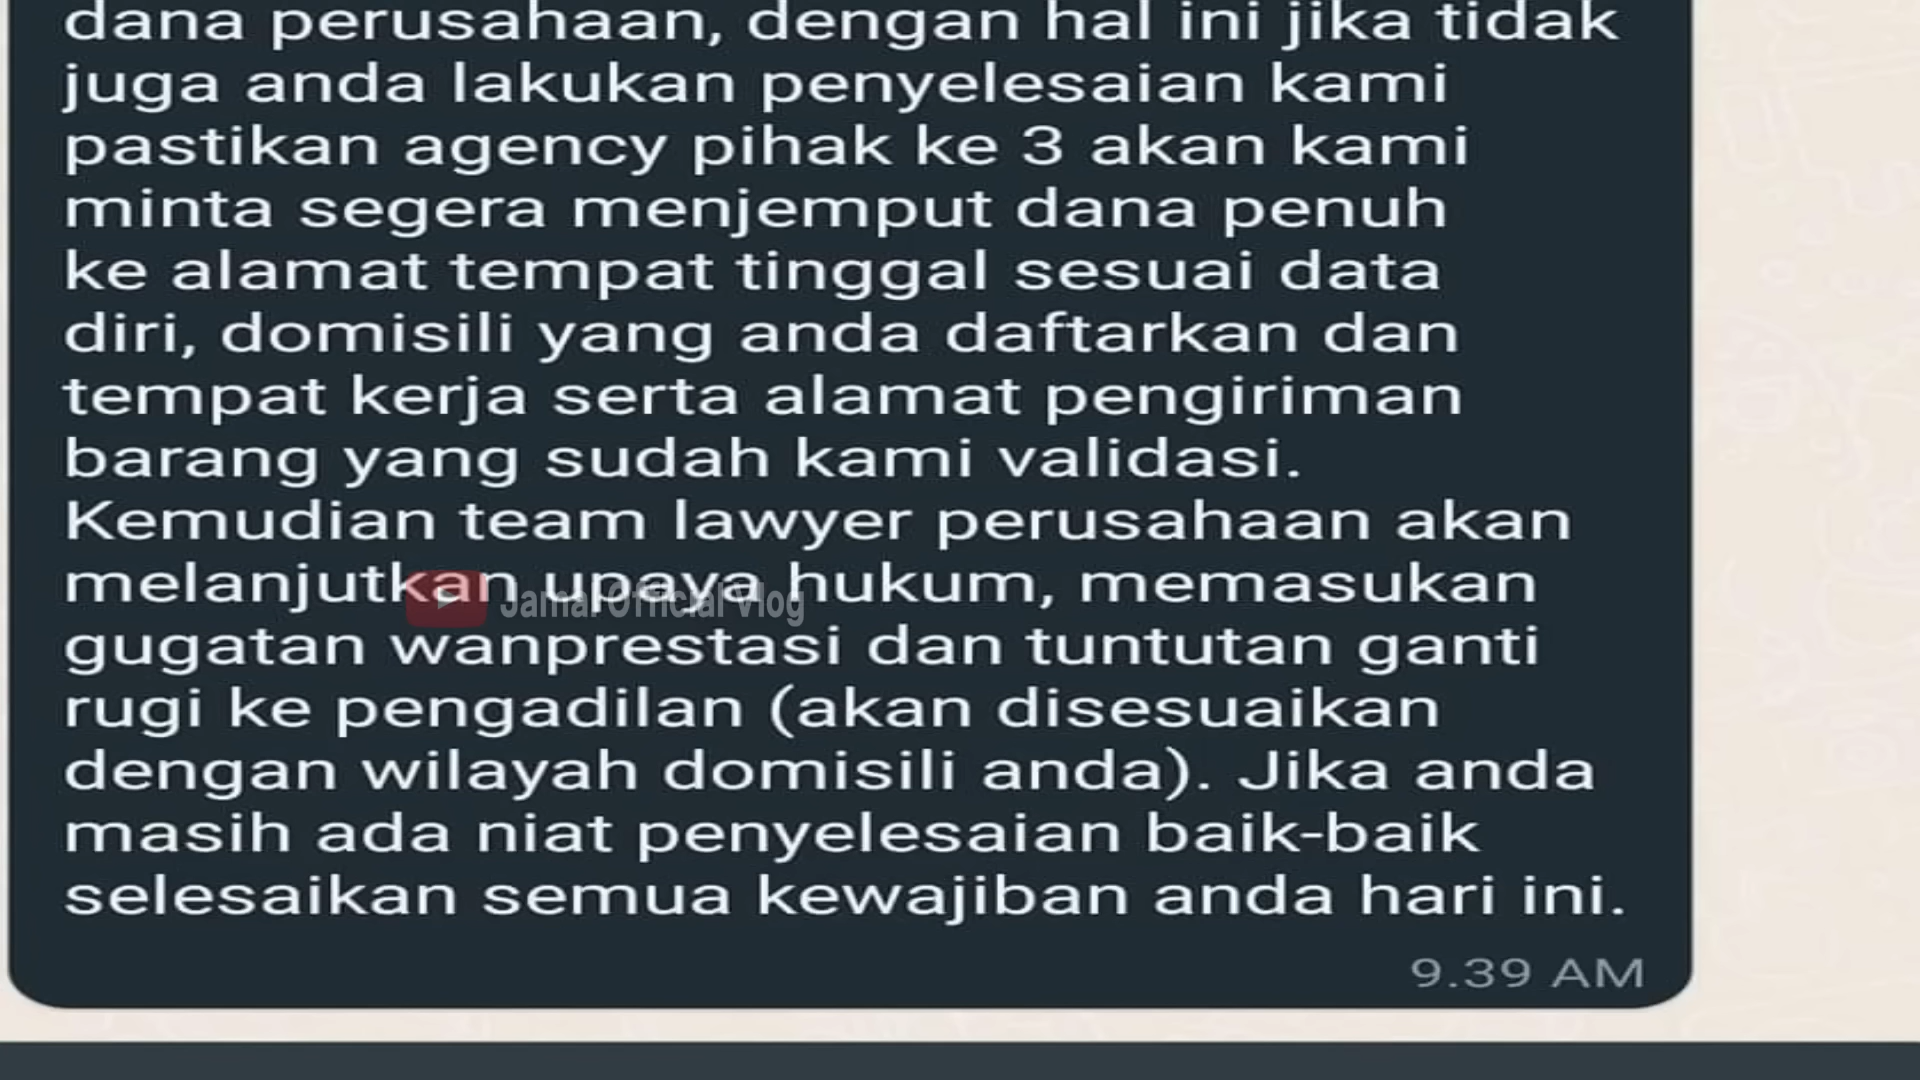 dana perusahaan, dengan hal ini jika tidak
juga anda lakukan penyelesaian kami
pastikan agency pihak ke 3 akan kami
minta segera menjemput dana penuh
ke alamat tempat tinggal sesuai data
diri, domisili yang anda daftarkan dan
tempat kerja serta alamat pengiriman
barang yang sudah kami validasi.
Kemudian team lawyer perusahaan akan
melanjutkan upaya hukum, memasukan
Jamal Official Vlog
gugatan wanprestasi dan tuntutan ganti
rugi ke pengadilan (akan disesuaikan
dengan wilayah domisili anda). Jika anda
masih ada niat penyelesaian baik-baik
selesaikan semua kewajiban anda hari ini.
9.39 AM